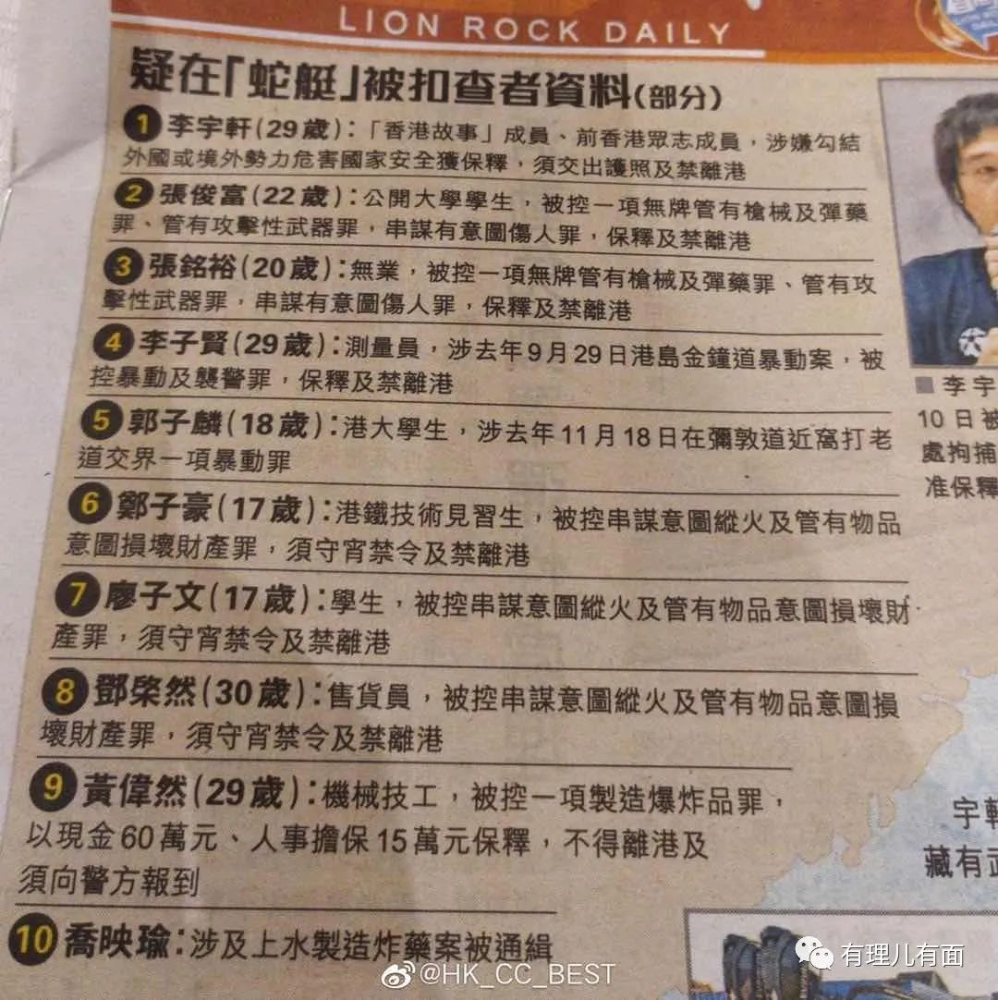 LION ROCK DAILY
疑在「蛇艇」被扣查者資料(部分)
1 李宇軒(29歲):「香港故事」成員、前香港眾志成員，涉嫌勾結
外國或境外勢力危害國家安全獲保釋，須交出護照及禁離港
2 張俊富(22歲):公開大學學生，被控一項無牌管有槍械及彈藥
罪、管有攻擊性武器罪，串謀有意圖傷人罪，保釋及禁離港
3 張銘裕(20歲):無業，被控一項無牌管有槍械及彈藥罪、管有攻
擊性武器罪，串謀有意圖傷人罪，保釋及禁離港
4 李子賢(29歲):測量員，涉去年9月29日港島金鐘道暴動案，被
控暴動及襲警罪，保釋及禁離港
5 郭子麟(18歲):港大學生，涉去年11月18日在彌敦道近窩打老
道交界一項暴動罪
6 鄭子豪(17歲):港鐵技術見習生，被控串謀意圖縱火及管有物品
意圖損壞財產罪，須守宵禁令及禁離港
7 廖子文(17歲):學生，被控串謀意圖縱火及管有物品意圖損壞財
產罪，須守宵禁令及禁離港
8 鄧棨然(30歲):售貨員，被控串謀意圖縱火及管有物品意圖損
壞財產罪，須守宵禁令及禁離港
9 黃偉然(29歲):機械技工，被控一項製造爆炸品罪，
以現金60萬元、人事擔保15萬元保釋，不得離港及
須向警方報到
10 喬映瑜:涉及上水製造炸藥案被通緝
■李宇
10日被
處拘捕
准保釋
宇軒
藏有武
@HK_CC_BEST
有理儿有面